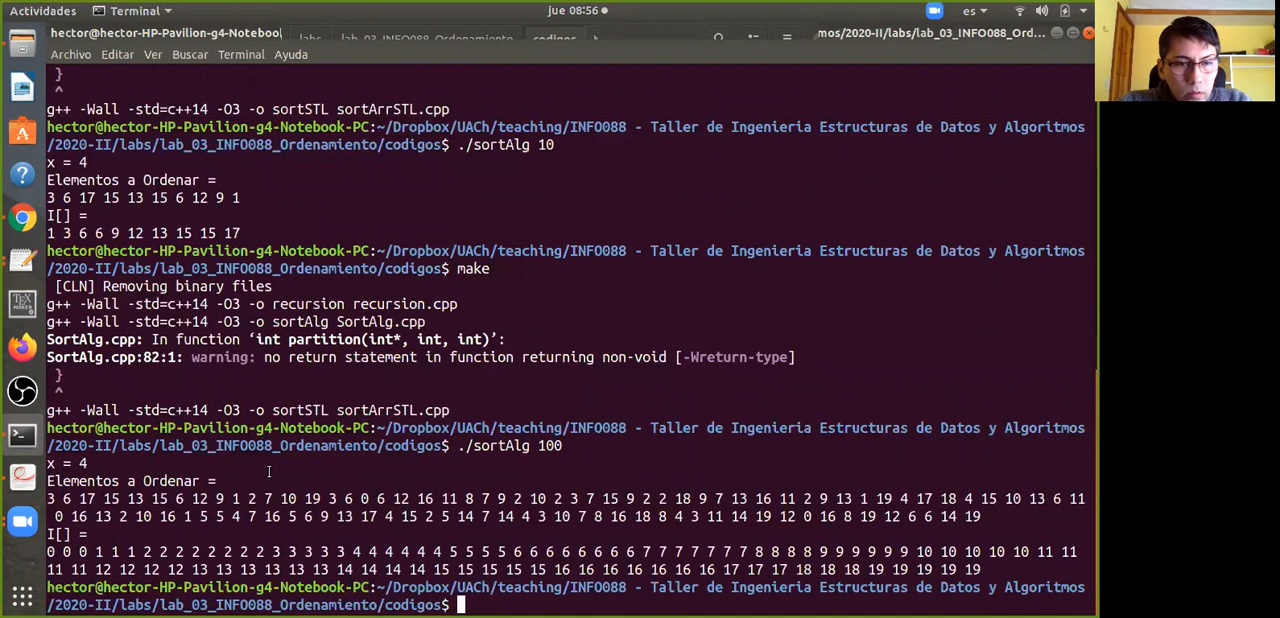 Actividades Terminal jue 08:56 es
hector@hector-HP-Pavilion-g4-Notebool labs lab_03_INFO088_Ordenamiento codigos mos/2020-II/labs/lab_03_INFO088_Ord...
Archivo Editar Ver Buscar Terminal Ayuda
}
^
g++ -Wall -std=c++14 -O3 -o sortSTL sortArrSTL.cpp
hector@hector-HP-Pavilion-g4-Notebook-PC:~/Dropbox/UACh/teaching/INFO088 - Taller de Ingenieria Estructuras de Datos y Algoritmos
/2020-II/labs/lab_03_INFO088_Ordenamiento/codigos$ ./sortAlg 10
x = 4
Elementos a Ordenar =
3 6 17 15 13 15 6 12 9 1
I[] =
1 3 6 6 9 12 13 15 15 17
hector@hector-HP-Pavilion-g4-Notebook-PC:~/Dropbox/UACh/teaching/INFO088 - Taller de Ingenieria Estructuras de Datos y Algoritmos
/2020-II/labs/lab_03_INFO088_Ordenamiento/codigos$ make
[CLN] Removing binary files
g++ -Wall -std=c++14 -O3 -o recursion recursion.cpp
g++ -Wall -std=c++14 -O3 -o sortAlg SortAlg.cpp
SortAlg.cpp: In function ‘int partition(int*, int, int)’:
SortAlg.cpp:82:1: warning: no return statement in function returning non-void [-Wreturn-type]
}
^
g++ -Wall -std=c++14 -O3 -o sortSTL sortArrSTL.cpp
hector@hector-HP-Pavilion-g4-Notebook-PC:~/Dropbox/UACh/teaching/INFO088 - Taller de Ingenieria Estructuras de Datos y Algoritmos
/2020-II/labs/lab_03_INFO088_Ordenamiento/codigos$ ./sortAlg 100
x = 4
Elementos a Ordenar =
3 6 17 15 13 15 6 12 9 1 2 7 10 19 3 6 0 6 12 16 11 8 7 9 2 10 2 3 7 15 9 2 2 18 9 7 13 16 11 2 9 13 1 19 4 17 18 4 15 10 13 6 11
0 16 13 2 10 16 1 5 5 4 7 16 5 6 9 13 17 4 15 2 5 14 7 14 4 3 10 7 8 16 18 8 4 3 11 14 19 12 0 16 8 19 12 6 6 14 19
I[] =
0 0 0 1 1 1 2 2 2 2 2 2 2 2 3 3 3 3 3 4 4 4 4 4 4 5 5 5 5 5 6 6 6 6 6 6 6 6 6 7 7 7 7 7 7 7 8 8 8 8 9 9 9 9 9 9 10 10 10 10 10 11 11
11 11 12 12 12 12 13 13 13 13 13 13 14 14 14 14 15 15 15 15 15 16 16 16 16 16 16 16 17 17 17 18 18 18 19 19 19 19 19
hector@hector-HP-Pavilion-g4-Notebook-PC:~/Dropbox/UACh/teaching/INFO088 - Taller de Ingenieria Estructuras de Datos y Algoritmos
/2020-II/labs/lab_03_INFO088_Ordenamiento/codigos$